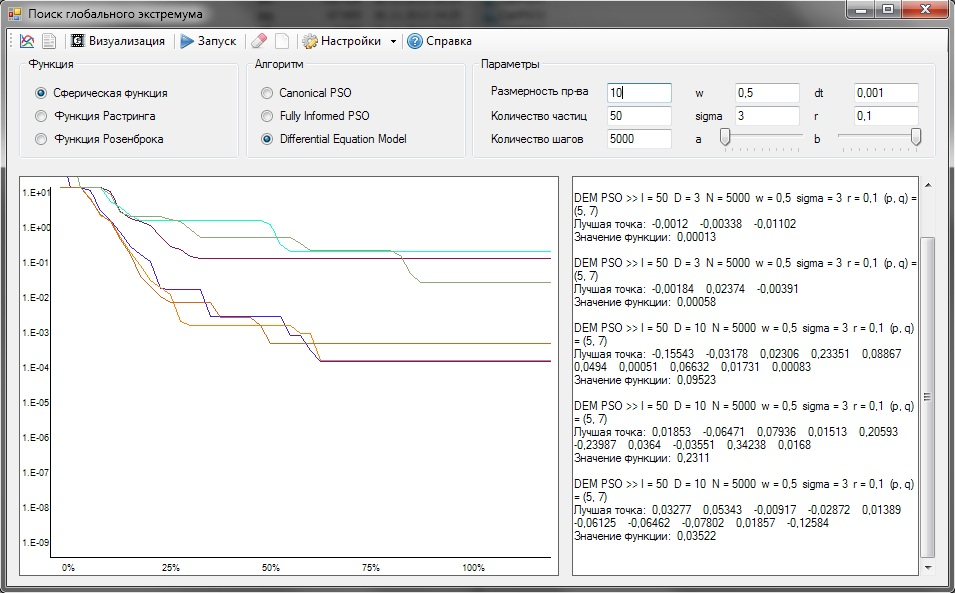 Поиск глобального экстремума
Визуализация Запуск Настройки Справка
Функция
Сферическая функция
Функция Растринга
Функция Розенброка
Алгоритм
Canonical PSO
Fully Informed PSO
Differential Equation Model
Параметры
Размерность пр-ва 10 w 0,5 dt 0,001
Количество частиц 50 sigma 3 r 0,1
Количество шагов 5000 a b
1.E+01
1.E+00
1.E-01
1.E-02
1.E-03
1.E-04
1.E-05
1.E-06
1.E-07
1.E-08
1.E-09
0% 25% 50% 75% 100%
DEM PSO >> I = 50 D = 3 N = 5000 w = 0,5 sigma = 3 r = 0,1 (p, q) =
(5, 7)
Лучшая точка: -0,0012 -0,00338 -0,01102
Значение функции: 0,00013
DEM PSO >> I = 50 D = 3 N = 5000 w = 0,5 sigma = 3 r = 0,1 (p, q) =
(5, 7)
Лучшая точка: -0,00184 0,02374 -0,00391
Значение функции: 0,00058
DEM PSO >> I = 50 D = 10 N = 5000 w = 0,5 sigma = 3 r = 0,1 (p, q)
= (5, 7)
Лучшая точка: -0,15543 -0,03178 0,02306 0,23351 0,08867
0,0494 0,00051 0,06632 0,01731 0,00083
Значение функции: 0,09523
DEM PSO >> I = 50 D = 10 N = 5000 w = 0,5 sigma = 3 r = 0,1 (p, q)
= (5, 7)
Лучшая точка: 0,01853 -0,06471 0,07936 0,01513 0,20593
-0,23987 0,0364 -0,03551 0,34238 0,0168
Значение функции: 0,2311
DEM PSO >> I = 50 D = 10 N = 5000 w = 0,5 sigma = 3 r = 0,1 (p, q)
= (5, 7)
Лучшая точка: 0,03277 0,05343 -0,00917 -0,02872 0,01389
-0,06125 -0,06462 -0,07802 0,01857 -0,12584
Значение функции: 0,03522